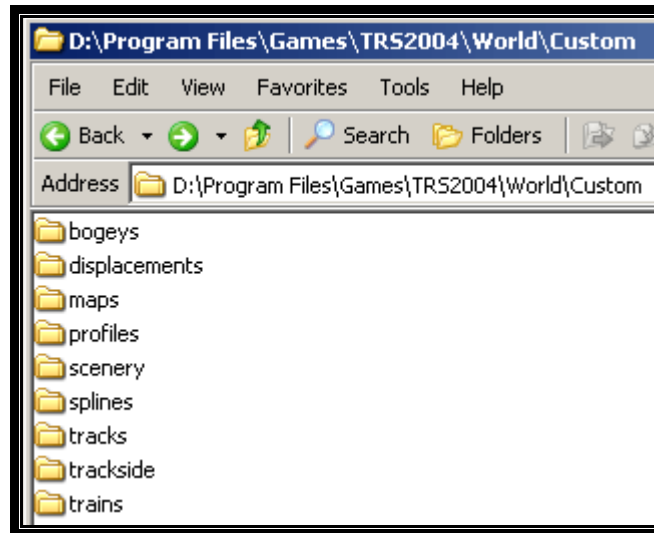 D:\Program Files\Games\TRS2004\World\Custom
File Edit View Favorites Tools Help
Back Search Folders
Address D:\Program Files\Games\TRS2004\World\Custom
bogeys
displacements
maps
profiles
scenery
splines
tracks
trackside
trains